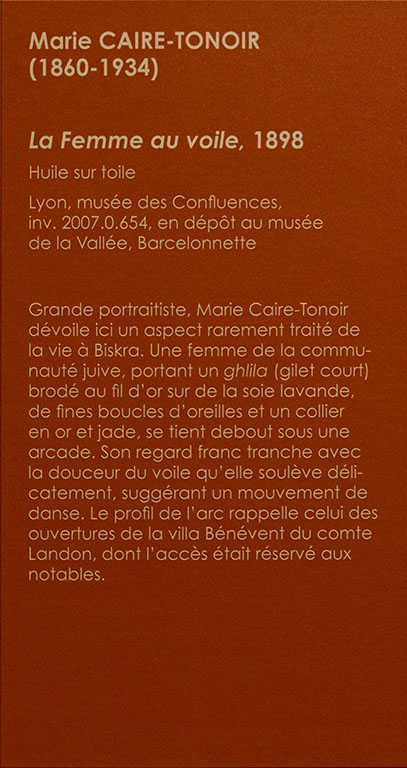 Marie CAIRE-TONOIR
(1860-1934)
La Femme au voile, 1898
Huile sur toile
Lyon, musée des Confluences,
inv. 2007.0.654, en dépôt au musée
de la Vallée, Barcelonnette
Grande portraitiste, Marie Caire-Tonoir
dévoile ici un aspect rarement traité de
la vie à Biskra. Une femme de la commu-
nauté juive, portant un ghlila (gilet court)
brodé au fil d'or sur de la soie lavande,
de fines boucles d'oreilles et un collier
en or et jade, se tient debout sous une
arcade. Son regard franc tranche avec
la douceur du voile qu'elle soulève déli-
catement, suggérant un mouvement de
danse. Le profil de l'arc rappelle celui des
ouvertures de la villa Bénévent du comte
Landon, dont l'accès était réservé aux
notables.